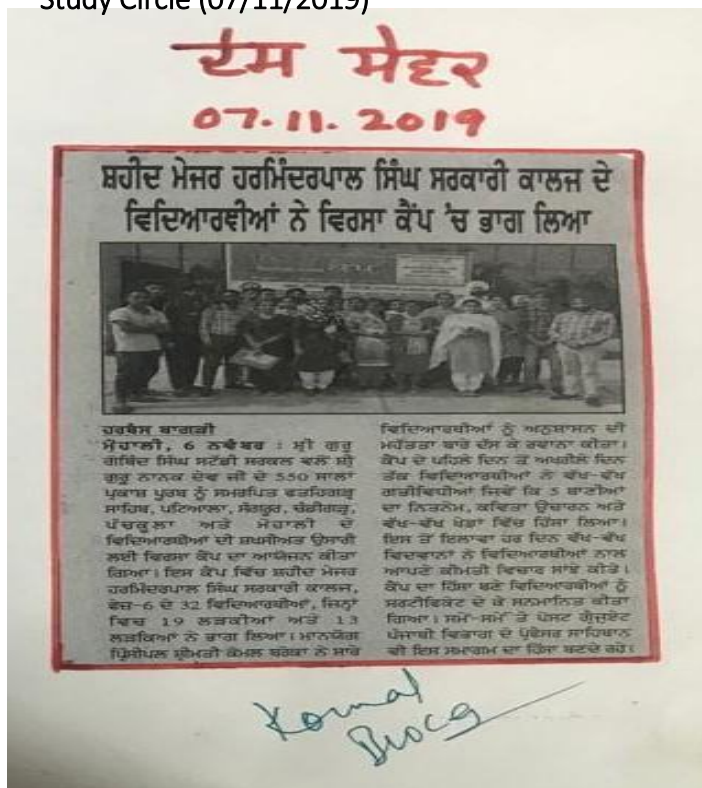 Study Circle (07/11/2019)
ਦੇਸ ਸੇਵਕ
07.11.2019
ਸ਼ਹੀਦ ਮੇਜਰ ਹਰਮਿੰਦਰਪਾਲ ਸਿੰਘ ਸਰਕਾਰੀ ਕਾਲਜ ਦੇ
ਵਿਦਿਆਰਥੀਆਂ ਨੇ ਵਿਰਸਾ ਕੈਂਪ 'ਚ ਭਾਗ ਲਿਆ
ਹਰਬੰਸ ਬਾਗੜੀ
ਮੋਹਾਲੀ, 6 ਨਵੰਬਰ : ਸ੍ਰੀ ਗੁਰੂ
ਗੋਬਿੰਦ ਸਿੰਘ ਸਟੱਡੀ ਸਰਕਲ ਵਲੋਂ ਸ਼੍ਰੀ
ਗੁਰੂ ਨਾਨਕ ਦੇਵ ਜੀ ਦੇ 550 ਸਾਲਾਂ
ਪ੍ਰਕਾਸ਼ ਪੂਰਬ ਨੂੰ ਸਮਰਪਿਤ ਫਤਹਿਗੜ੍ਹ
ਸਾਹਿਬ, ਪਟਿਆਲਾ, ਸੰਗਰੂਰ, ਚੰਡੀਗੜ੍ਹ,
ਪੰਚਕੂਲਾ ਅਤੇ ਮੋਹਾਲੀ ਦੇ
ਵਿਦਿਆਰਥੀਆਂ ਦੀ ਸ਼ਖਸੀਅਤ ਉਸਾਰੀ
ਲਈ ਵਿਰਸਾ ਕੈਂਪ ਦਾ ਆਯੋਜਨ ਕੀਤਾ
ਗਿਆ। ਇਸ ਕੈਂਪ ਵਿੱਚ ਸ਼ਹੀਦ ਮੇਜਰ
ਹਰਮਿੰਦਰਪਾਲ ਸਿੰਘ ਸਰਕਾਰੀ ਕਾਲਜ,
ਫੇਜ਼-6 ਦੇ 32 ਵਿਦਿਆਰਥੀਆਂ, ਜਿਨ੍ਹਾਂ
ਵਿਚ 19 ਲੜਕੀਆਂ ਅਤੇ 13
ਲੜਕਿਆਂ ਨੇ ਭਾਗ ਲਿਆ। ਮਾਨਯੋਗ
ਪ੍ਰਿੰਸੀਪਲ ਸ਼੍ਰੀਮਤੀ ਕੋਮਲ ਬਰੋਕਾ ਨੇ ਸਾਰੇ
ਵਿਦਿਆਰਥੀਆਂ ਨੂੰ ਅਨੁਸ਼ਾਸਨ ਦੀ
ਮਹੱਤਤਾ ਬਾਰੇ ਦੱਸ ਕੇ ਰਵਾਨਾ ਕੀਤਾ।
ਕੈਂਪ ਦੇ ਪਹਿਲੇ ਦਿਨ ਤੋਂ ਅਖੀਰਲੇ ਦਿਨ
ਤੱਕ ਵਿਦਿਆਰਥੀਆਂ ਨੇ ਵੱਖ-ਵੱਖ
ਗਤੀਵਿਧੀਆਂ ਜਿਵੇਂ ਕਿ 5 ਬਾਣੀਆਂ
ਦਾ ਨਿਤਨੇਮ, ਕਵਿਤਾ ਉਚਾਰਨ ਅਤੇ
ਵੱਖ-ਵੱਖ ਖੇਡਾਂ ਵਿੱਚ ਹਿੱਸਾ ਲਿਆ।
ਇਸ ਤੋਂ ਇਲਾਵਾ ਹਰ ਦਿਨ ਵੱਖ-ਵੱਖ
ਵਿਦਵਾਨਾਂ ਨੇ ਵਿਦਿਆਰਥੀਆਂ ਨਾਲ
ਆਪਣੇ ਕੀਮਤੀ ਵਿਚਾਰ ਸਾਂਝੇ ਕੀਤੇ।
ਕੈਂਪ ਦਾ ਹਿੱਸਾ ਬਣੇ ਵਿਦਿਆਰਥੀਆਂ ਨੂੰ
ਸਰਟੀਫਿਕੇਟ ਦੇ ਕੇ ਸਨਮਾਨਿਤ ਕੀਤਾ
ਗਿਆ। ਸਮੇਂ-ਸਮੇਂ ਤੇ ਪੋਸਟ ਗ੍ਰੈਜੂਏਟ
ਪੰਜਾਬੀ ਵਿਭਾਗ ਦੇ ਪ੍ਰੋਫੈਸਰ ਸਾਹਿਬਾਨ
ਵੀ ਇਸ ਸਮਾਗਮ ਦਾ ਹਿੱਸਾ ਬਣਦੇ ਰਹੇ।
Komal
Broca